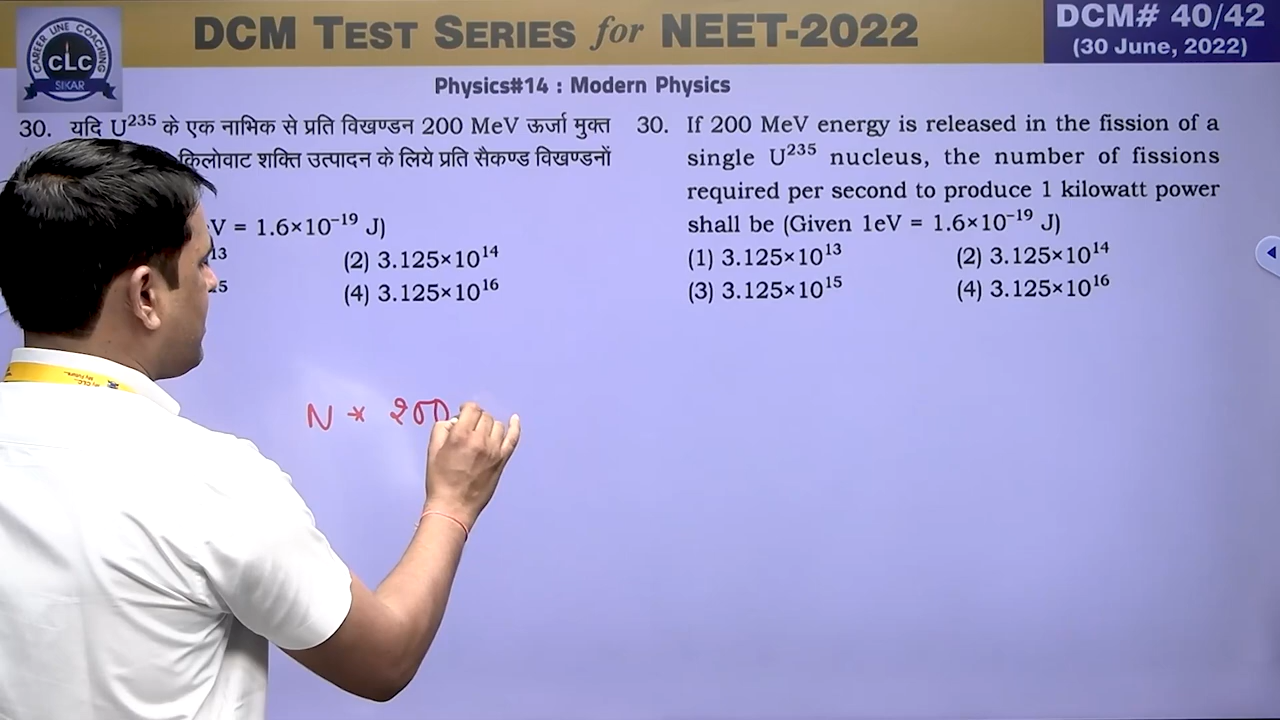 CAREER LINE COACHING
CLC
SIKAR
DCM TEST SERIES for NEET-2022
DCM# 40/42
(30 June, 2022)
Physics#14 : Modern Physics
30. यदि U²³⁵ के एक नाभिक से प्रति विखण्डन 200 MeV ऊर्जा मुक्त
किलोवाट शक्ति उत्पादन के लिये प्रति सैकण्ड विखण्डनों
V = 1.6×10⁻¹⁹ J)
13
(2) 3.125×10¹⁴
15
(4) 3.125×10¹⁶
30. If 200 MeV energy is released in the fission of a
single U²³⁵ nucleus, the number of fissions
required per second to produce 1 kilowatt power
shall be (Given 1eV = 1.6×10⁻¹⁹ J)
(1) 3.125×10¹³ (2) 3.125×10¹⁴
(3) 3.125×10¹⁵ (4) 3.125×10¹⁶
N * 200